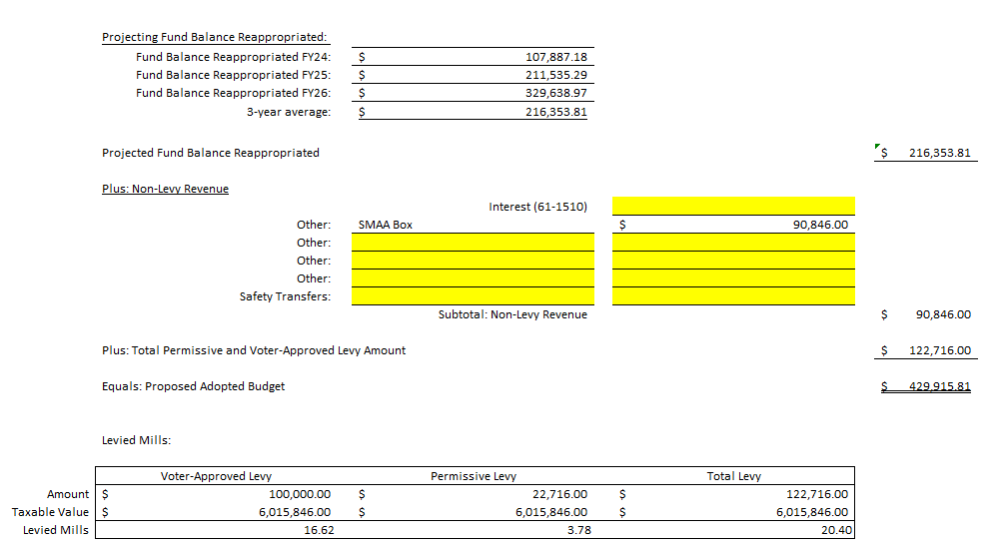 Projecting Fund Balance Reappropriated:
Fund Balance Reappropriated FY24: $ 107,887.18
Fund Balance Reappropriated FY25: $ 211,535.29
Fund Balance Reappropriated FY26: $ 329,638.97
3-year average: $ 216,353.81
Projected Fund Balance Reappropriated $ 216,353.81
Plus: Non-Levy Revenue
Interest (61-1510)
Other: SMAA Box $ 90,846.00
Other:
Other:
Other:
Safety Transfers:
Subtotal: Non-Levy Revenue $ 90,846.00
Plus: Total Permissive and Voter-Approved Levy Amount $ 122,716.00
Equals: Proposed Adopted Budget $ 429,915.81
Levied Mills:
Voter-Approved Levy Permissive Levy Total Levy
Amount $ 100,000.00 $ 22,716.00 $ 122,716.00
Taxable Value $ 6,015,846.00 $ 6,015,846.00 $ 6,015,846.00
Levied Mills 16.62 3.78 20.40